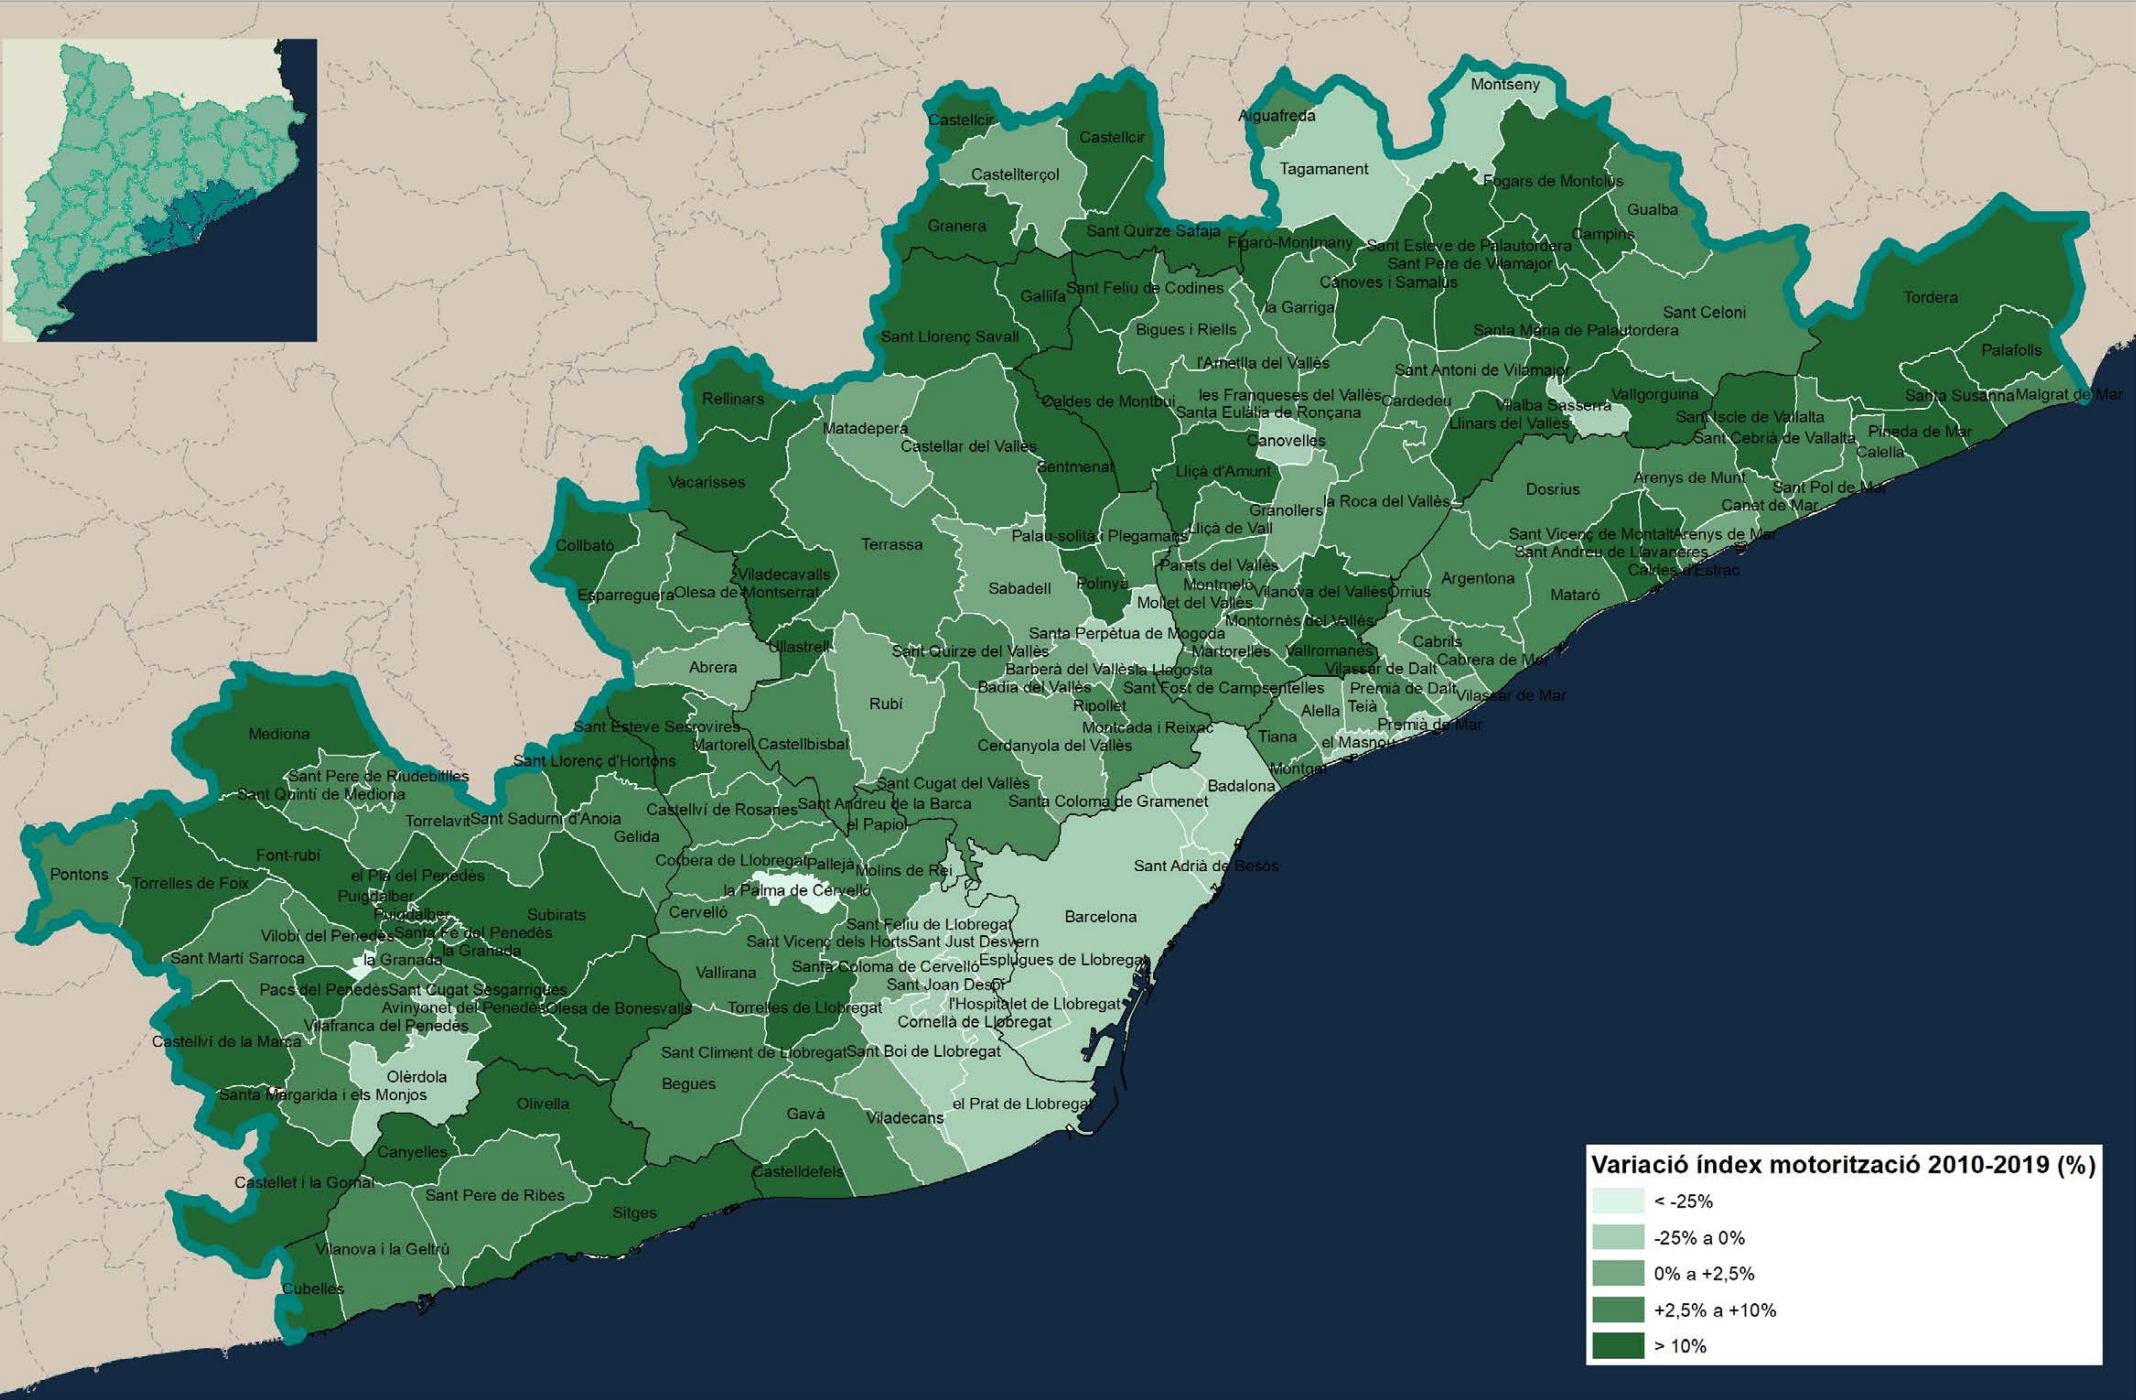 Montseny
Aiguafreda
Castellcir
Castellcir
Tagamanent
Castellterçol
Fogars de Montclús
Gualba
Granera
Sant Quirze Safaja
Campins
Figaró-Montmany
Sant Esteve de Palautordera
Sant Pere de Vilamajor
Cànoves i Samalús
Sant Feliu de Codines
Gallifa
Tordera
la Garriga
Sant Celoni
Bigues i Riells
Santa Maria de Palautordera
Sant Llorenç Savall
Palafolls
l'Ametlla del Vallès
Sant Antoni de Vilamajor
les Franqueses del Vallès
Vallgorguina
Santa Susanna
Malgrat de Mar
Rellinars
Caldes de Montbui
Cardedeu
Vilalba Sasserra
Santa Eulàlia de Ronçana
Sant Iscle de Vallalta
Llinars del Vallès
Matadepera
Pineda de Mar
Canovelles
Sant Cebrià de Vallalta
Castellar del Vallès
Calella
Sentmenat
Lliçà d'Amunt
Arenys de Munt
Vacarisses
Dosrius
Sant Pol de Mar
la Roca del Vallès
Granollers
Canet de Mar
Lliçà de Vall
Palau-solità i Plegamans
Sant Vicenç de Montalt
Arenys de Mar
Collbató
Terrassa
Sant Andreu de Llavaneres
Parets del Vallès
Caldes d'Estrac
Viladecavalls
Argentona
Polinyà
Montmeló
Sabadell
Esparreguera
Olesa de Montserrat
Vilanova del Vallès
Òrrius
Mataró
Mollet del Vallès
Montornès del Vallès
Santa Perpètua de Mogoda
Cabrils
Ullastrell
Sant Quirze del Vallès
Martorelles
Vallromanes
Cabrera de Mar
Abrera
Barberà del Vallès
la Llagosta
Vilassar de Dalt
Badia del Vallès
Sant Fost de Campsentelles
Premià de Dalt
Vilassar de Mar
Rubí
Ripollet
Alella
Teià
Sant Esteve Sesrovires
Montcada i Reixac
Premià de Mar
Mediona
Martorell
Castellbisbal
Cerdanyola del Vallès
Tiana
el Masnou
Sant Llorenç d'Hortons
Montgat
Sant Pere de Riudebitlles
Sant Cugat del Vallès
Badalona
Sant Quintí de Mediona
Castellví de Rosanes
Sant Andreu de la Barca
Santa Coloma de Gramenet
Torrelavit
Sant Sadurní d'Anoia
el Papiol
Gelida
Font-rubí
Corbera de Llobregat
Pallejà
Molins de Rei
Sant Adrià de Besòs
Pontons
Torrelles de Foix
el Pla del Penedès
la Palma de Cervelló
Puigdàlber
Puigdàlber
Subirats
Cervelló
Barcelona
Sant Feliu de Llobregat
Vilobí del Penedès
Santa Fe del Penedès
Sant Vicenç dels Horts
Sant Just Desvern
la Granada
Sant Martí Sarroca
la Granada
Esplugues de Llobregat
Vallirana
Santa Coloma de Cervelló
Sant Joan Despí
Pacs del Penedès
Sant Cugat Sesgarrigues
l'Hospitalet de Llobregat
Avinyonet del Penedès
Olesa de Bonesvalls
Torrelles de Llobregat
Vilafranca del Penedès
Cornellà de Llobregat
Castellví de la Marca
Sant Climent de Llobregat
Sant Boi de Llobregat
Olèrdola
Begues
Santa Margarida i els Monjos
Olivella
Gavà
Viladecans
el Prat de Llobregat
Canyelles
Castelldefels
Castellet i la Gornal
Sant Pere de Ribes
Sitges
Vilanova i la Geltrú
Cubelles
Variació índex motorització 2010-2019 (%)
< -25%
-25% a 0%
0% a +2,5%
+2,5% a +10%
> 10%